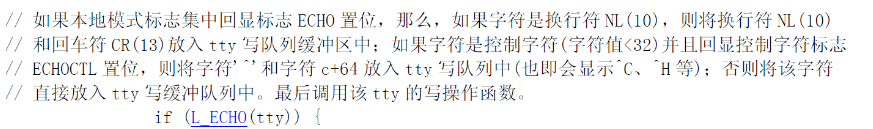 // 如果本地模式标志集中回显标志 ECHO 置位，那么，如果字符是换行符 NL(10)，则将换行符 NL(10)
// 和回车符 CR(13)放入 tty 写队列缓冲区中；如果字符是控制字符(字符值<32)并且回显控制字符标志
// ECHOCTL 置位，则将字符'^'和字符 c+64 放入 tty 写队列中(也即会显示^C、^H 等)；否则将该字符
// 直接放入 tty 写缓冲队列中。最后调用该 tty 的写操作函数。
if (L_ECHO(tty)) {